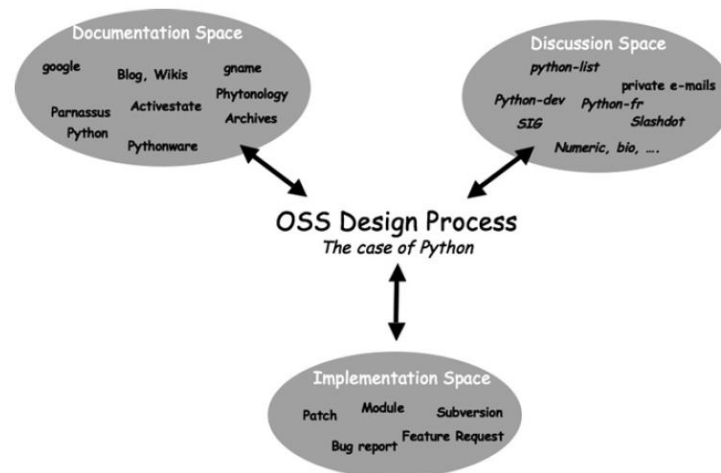 Documentation Space
google
Blog, Wikis
gname
Phytonology
Parnassus
Activestate
Archives
Python
Pythonware
Discussion Space
python-list
private e-mails
Python-dev
Python-fr
SIG
Slashdot
Numeric, bio, ....
OSS Design Process
The case of Python
Implementation Space
Patch
Module
Subversion
Bug report
Feature Request